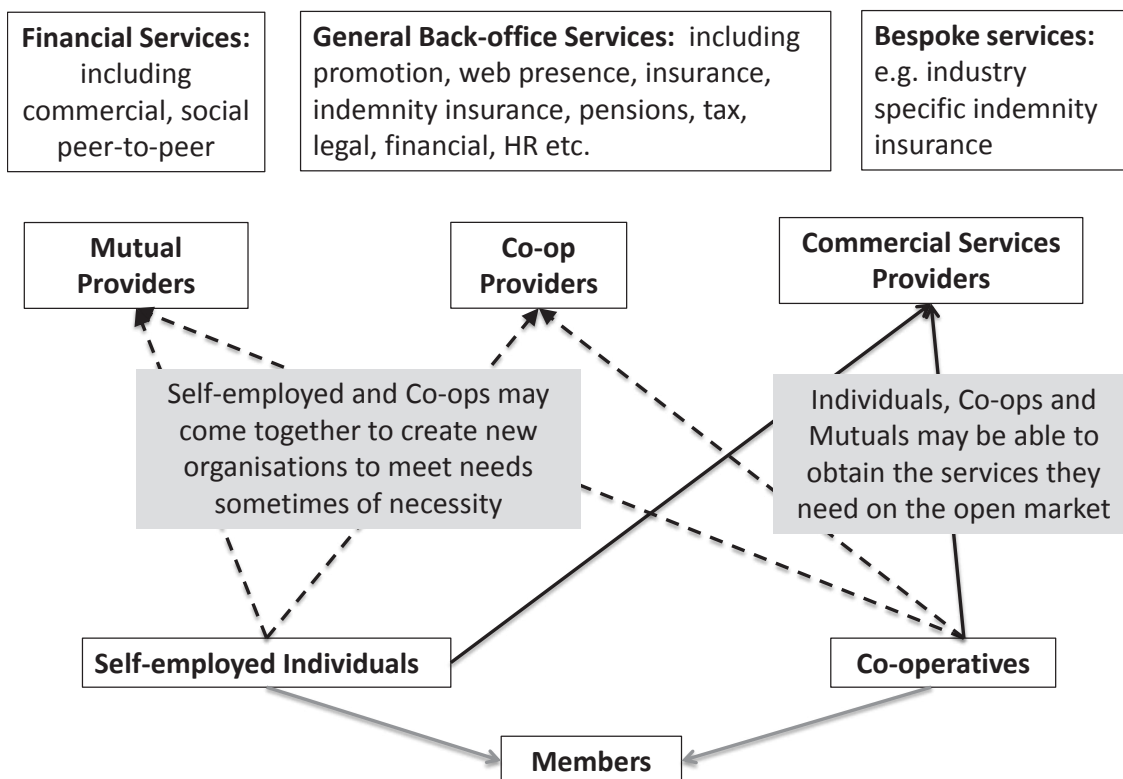 Financial Services:
including
commercial, social
peer-to-peer
General Back-office Services:  including
promotion, web presence, insurance,
indemnity insurance, pensions, tax,
legal, financial, HR etc.
Bespoke services:
e.g. industry
specific indemnity
insurance
Mutual
Providers
Co-op
Providers
Commercial Services
Providers
Self-employed and Co-ops may
come together to create new
organisations to meet needs
sometimes of necessity
Individuals, Co-ops and
Mutuals may be able to
obtain the services they
need on the open market
Self-employed Individuals
Co-operatives
Members